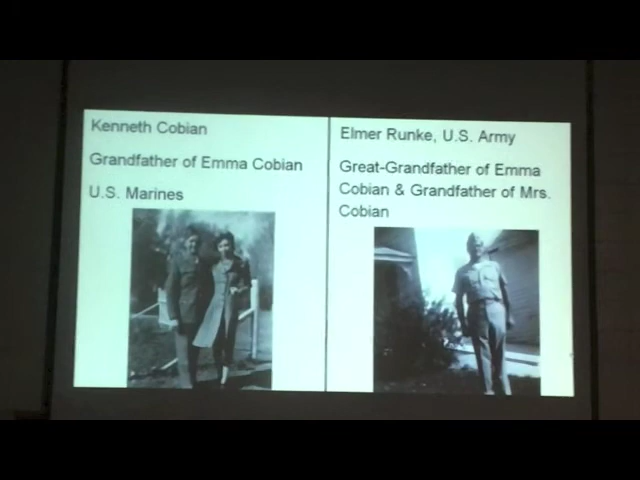 Kenneth Cobian
Grandfather of Emma Cobian
U.S. Marines
Elmer Runke, U.S. Army
Great-Grandfather of Emma
Cobian & Grandfather of Mrs.
Cobian